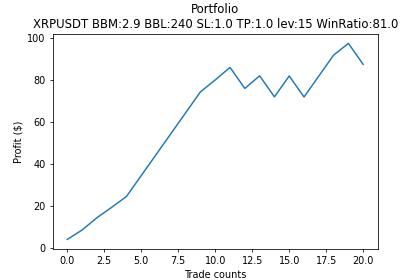 Portfolio
XRPUSDT BBM:2.9 BBL:240 SL:1.0 TP:1.0 lev:15 WinRatio:81.0
100
80
60
40
20
0
Profit ($)
0.0 2.5 5.0 7.5 10.0 12.5 15.0 17.5 20.0
Trade counts